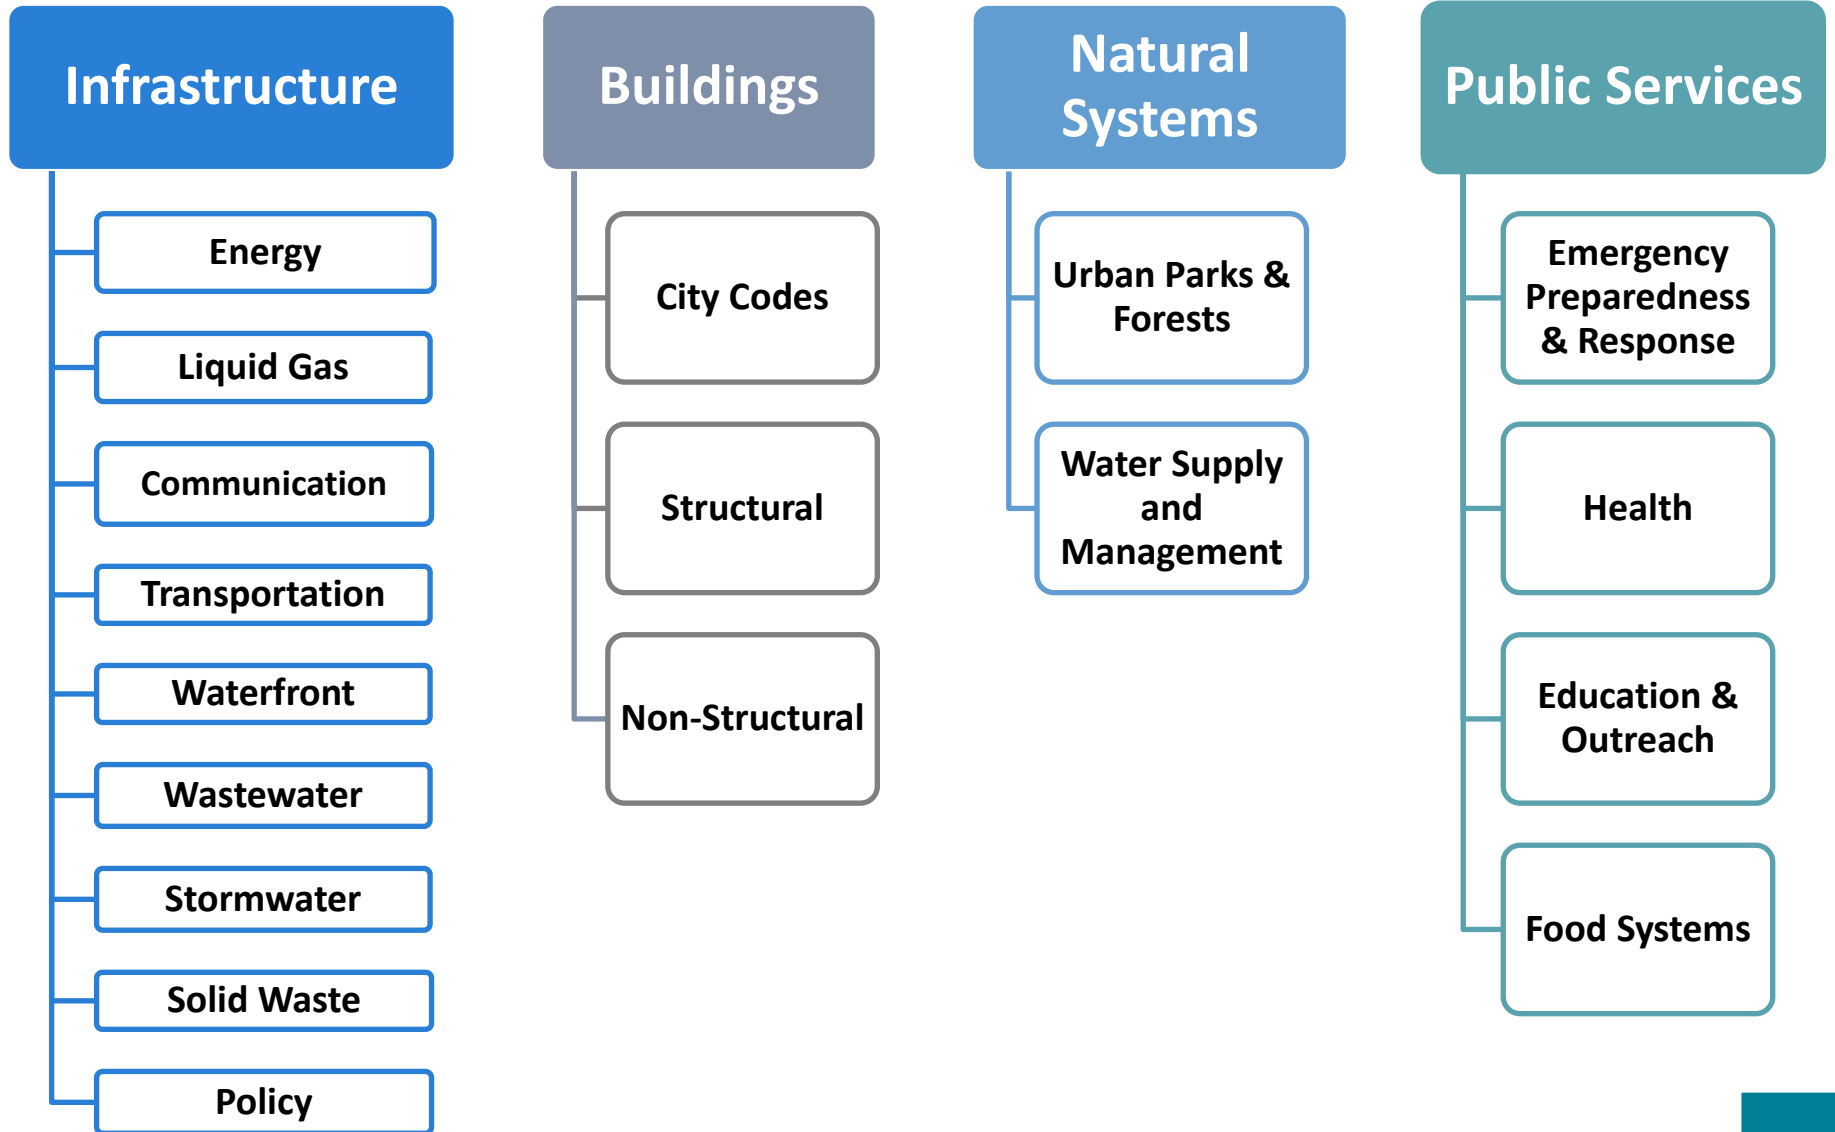 Infrastructure
Energy
Liquid Gas
Communication
Transportation
Waterfront
Wastewater
Stormwater
Solid Waste
Policy
Buildings
City Codes
Structural
Non-Structural
Natural
Systems
Urban Parks &
Forests
Water Supply
and
Management
Public Services
Emergency
Preparedness
& Response
Health
Education &
Outreach
Food Systems